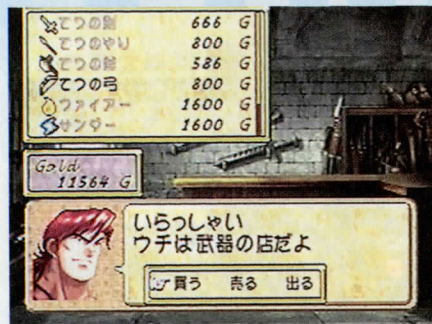 てつの剣 666 G
てつのやり 800 G
てつの斧 586 G
てつの弓 800 G
ファイアー 1600 G
サンダー 1600 G
Gold
11564 G
いらっしゃい
ウチは武器の店だよ
買う 売る 出る